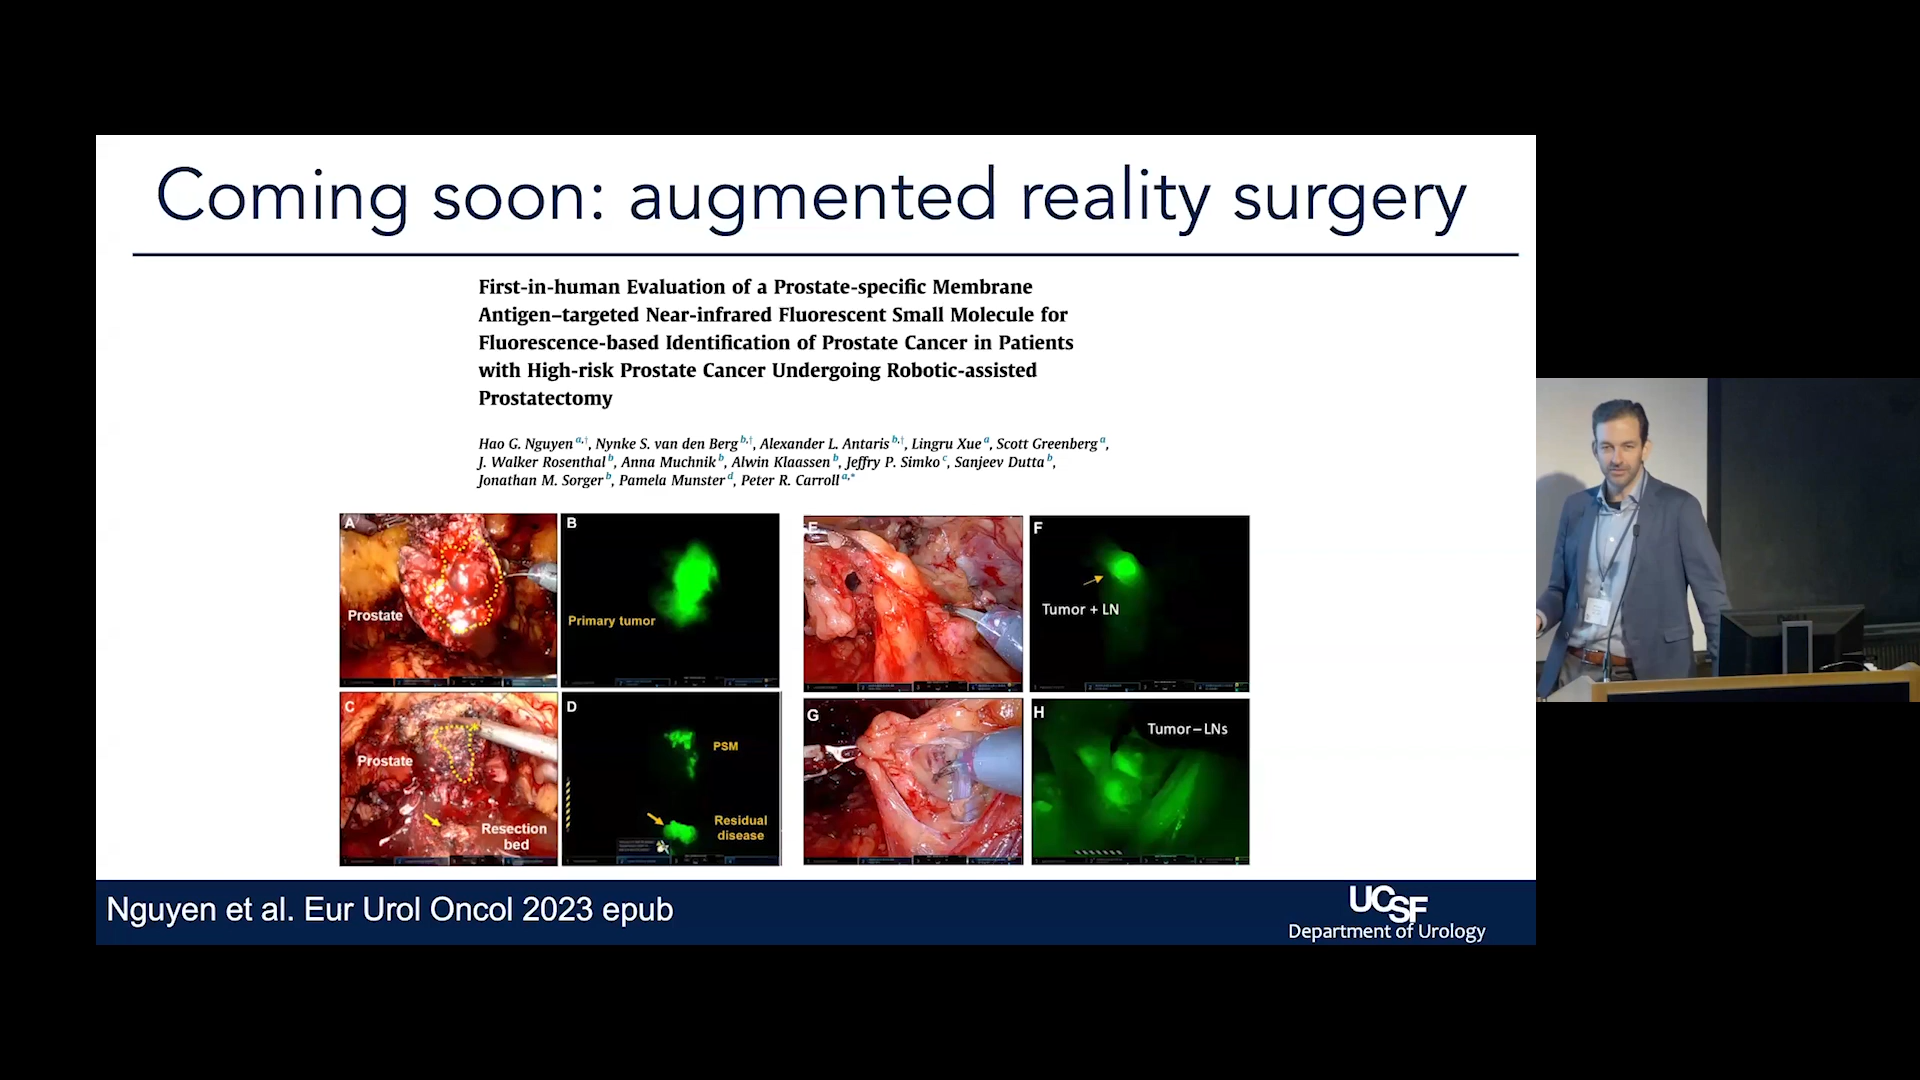 Coming soon: augmented reality surgery
First-in-human Evaluation of a Prostate-specific Membrane
Antigen–targeted Near-infrared Fluorescent Small Molecule for
Fluorescence-based Identification of Prostate Cancer in Patients
with High-risk Prostate Cancer Undergoing Robotic-assisted
Prostatectomy
Hao G. Nguyen a,†, Nynke S. van den Berg b,†, Alexander L. Antaris b,†, Lingru Xue a, Scott Greenberg a,
J. Walker Rosenthal b, Anna Muchnik b, Alwin Klaassen b, Jeffry P. Simko c, Sanjeev Dutta b,
Jonathan M. Sorger b, Pamela Munster d, Peter R. Carroll a,*
A
Prostate
B
Primary tumor
C
Prostate
Resection
bed
D
PSM
Residual
disease
E
F
Tumor + LN
G
H
Tumor – LNs
Nguyen et al. Eur Urol Oncol 2023 epub
UCSF
Department of Urology